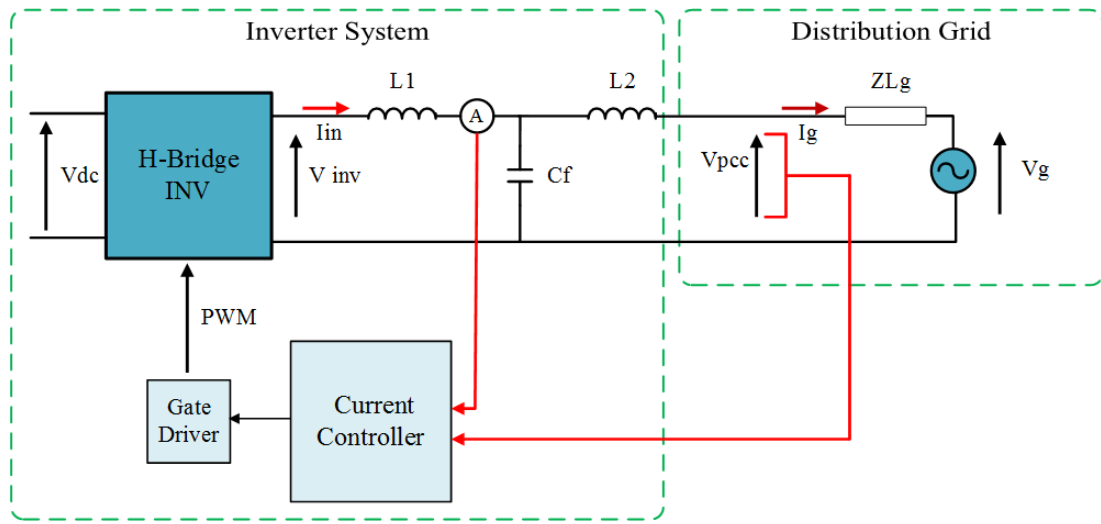 Inverter System
Distribution Grid
L1
L2
ZLg
A
Iin
Ig
Vdc
H-Bridge
INV
V inv
Cf
Vpcc
Vg
PWM
Gate
Driver
Current
Controller